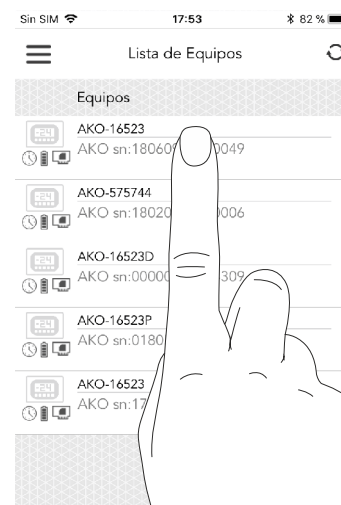 Sin SIM 17:53 82 %
Lista de Equipos
Equipos
AKO-16523
AKO sn:18060 0049
AKO-575744
AKO sn:18020 0006
AKO-16523D
AKO sn:0000 309
AKO-16523P
AKO sn:0180
AKO-16523
AKO sn:17